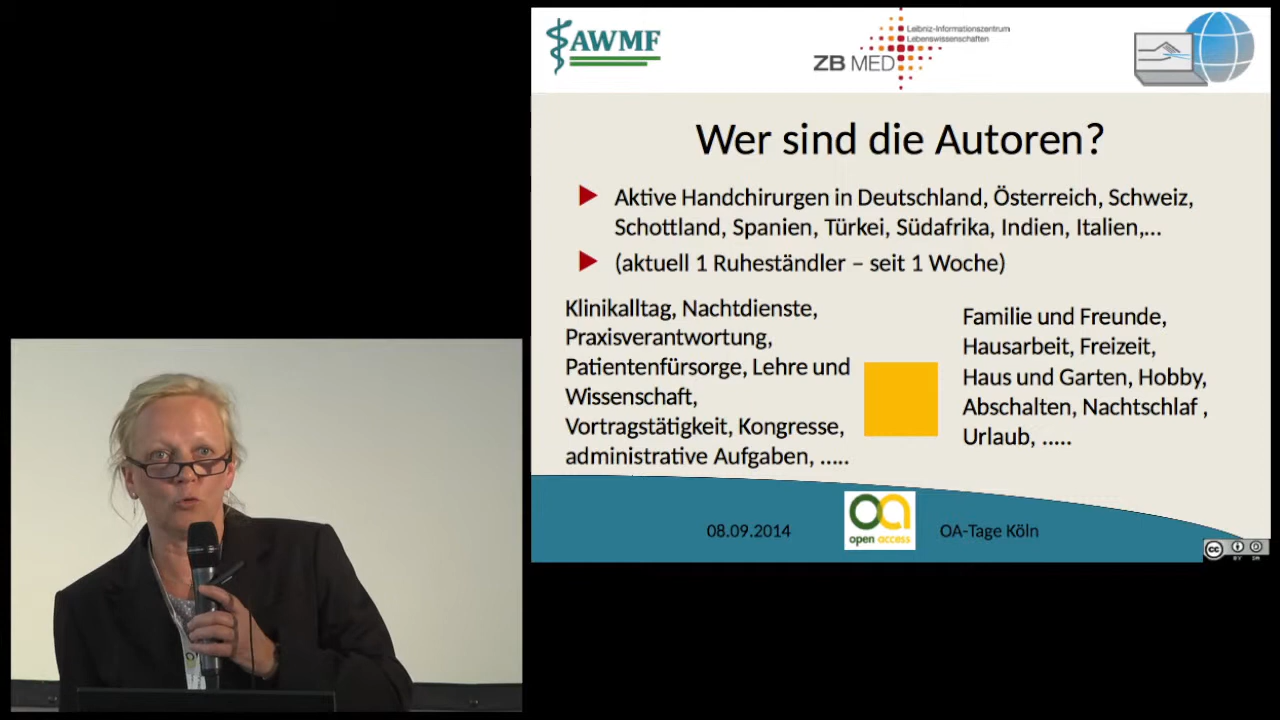 AWMF
ZB MED
Leibniz-Informationszentrum
Lebenswissenschaften
Wer sind die Autoren?
Aktive Handchirurgen in Deutschland, Österreich, Schweiz,
Schottland, Spanien, Türkei, Südafrika, Indien, Italien,...
(aktuell 1 Ruheständler – seit 1 Woche)
Klinikalltag, Nachtdienste,
Praxisverantwortung,
Patientenfürsorge, Lehre und
Wissenschaft,
Vortragstätigkeit, Kongresse,
administrative Aufgaben, .....
Familie und Freunde,
Hausarbeit, Freizeit,
Haus und Garten, Hobby,
Abschalten, Nachtschlaf ,
Urlaub, .....
08.09.2014
oa
open access
OA-Tage Köln
cc